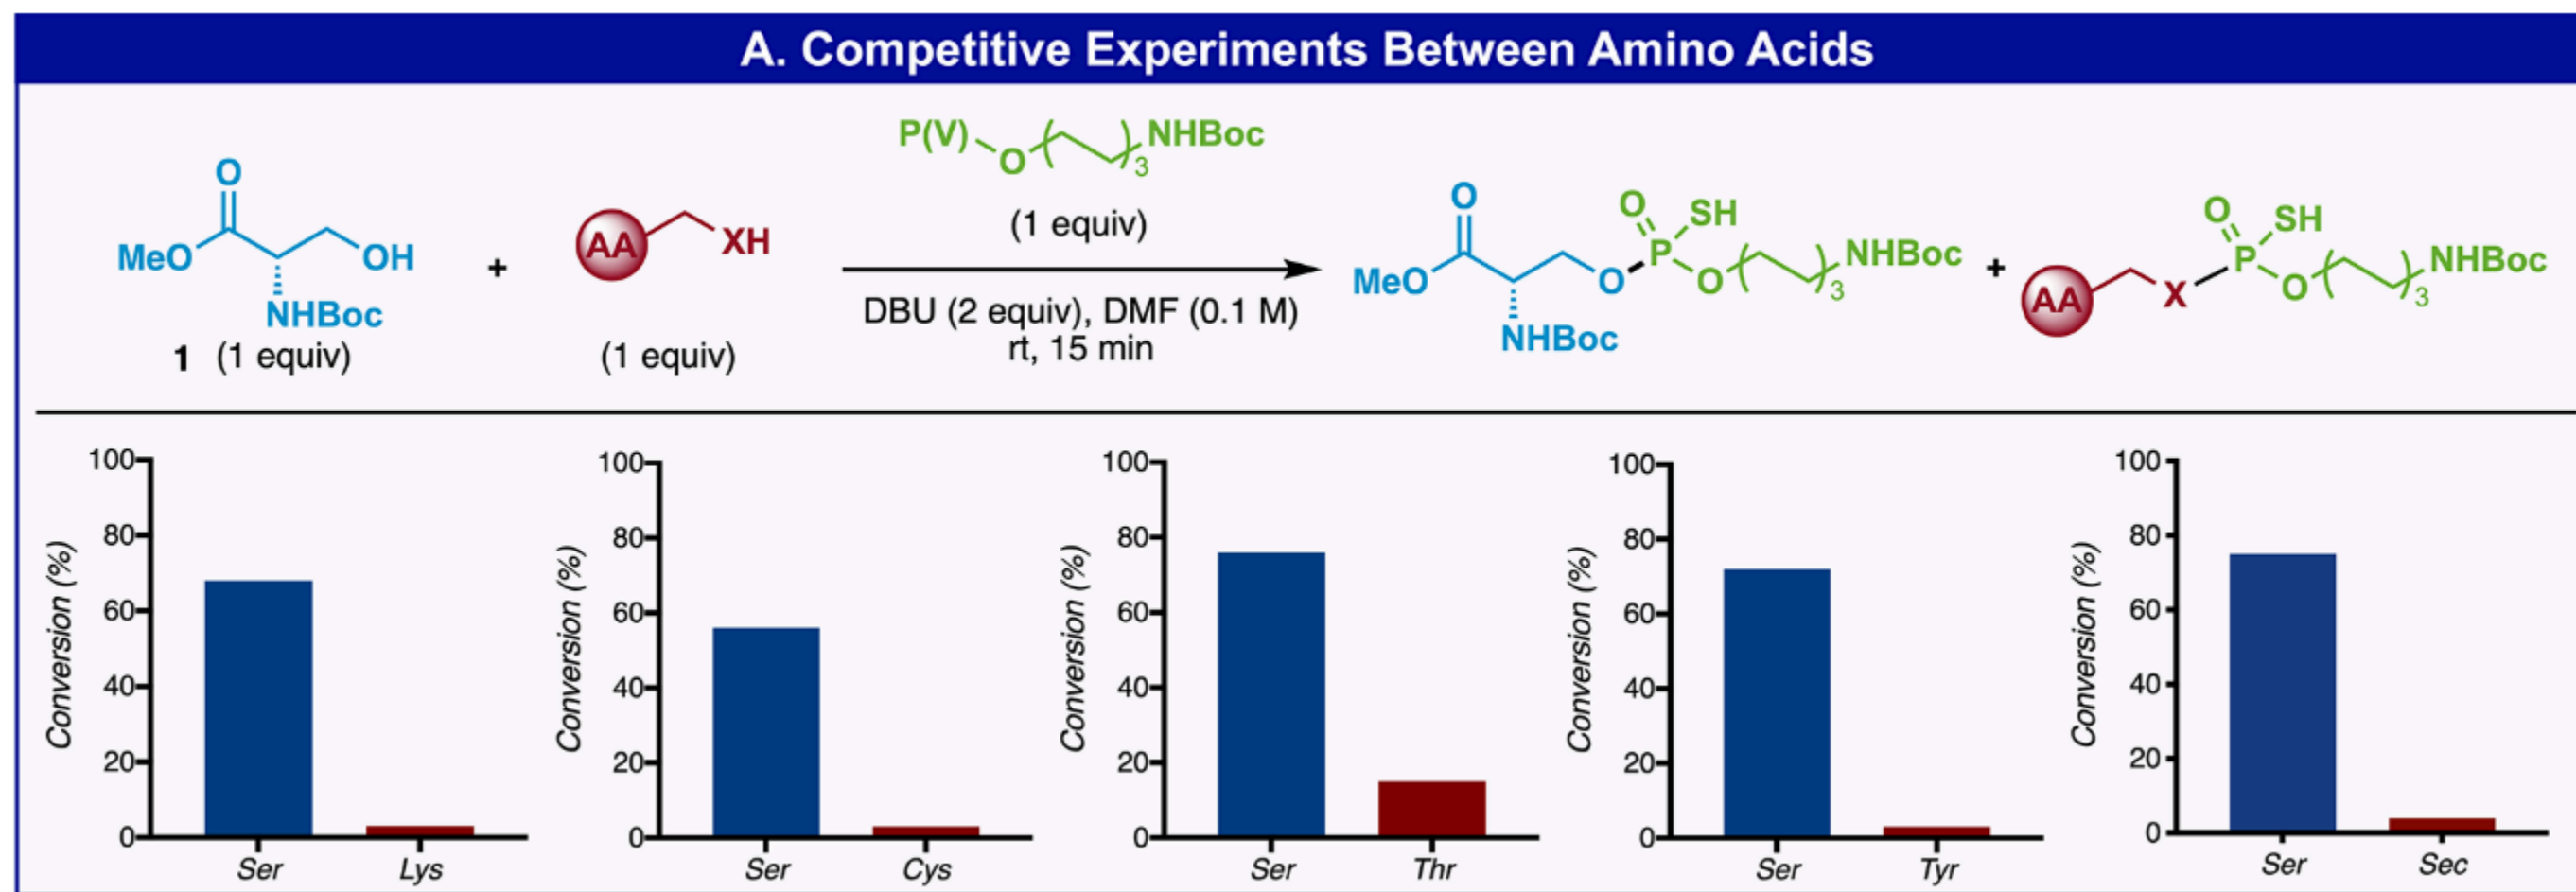 A. Competitive Experiments Between Amino Acids
MeO
O
OH
NHBoc
1 (1 equiv)
+
AA
XH
(1 equiv)
P(V)
O
3
NHBoc
(1 equiv)
DBU (2 equiv), DMF (0.1 M)
rt, 15 min
MeO
O
NHBoc
O
O
SH
P
O
3
NHBoc
+
AA
X
O
SH
P
O
3
NHBoc
Conversion (%)
100
80
60
40
20
0
Ser Lys
Conversion (%)
100
80
60
40
20
0
Ser Cys
Conversion (%)
100
80
60
40
20
0
Ser Thr
Conversion (%)
100
80
60
40
20
0
Ser Tyr
Conversion (%)
100
80
60
40
20
0
Ser Sec